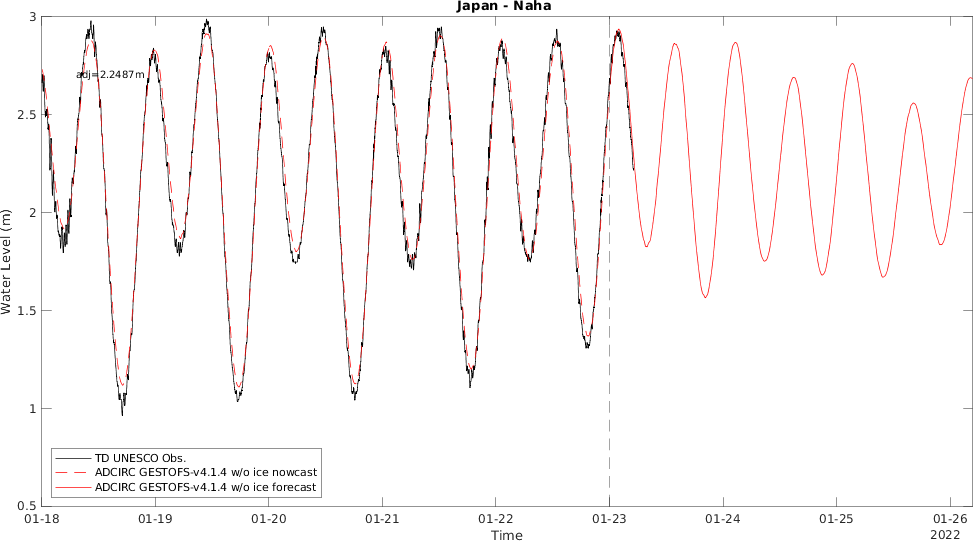 Japan - Naha
3
adj=2.2487m
2.5
2
Water Level (m)
1.5
1
TD UNESCO Obs.
ADCIRC GESTOFS-v4.1.4 w/o ice nowcast
ADCIRC GESTOFS-v4.1.4 w/o ice forecast
0.5
01-18 01-19 01-20 01-21 01-22 01-23 01-24 01-25 01-26
Time 2022